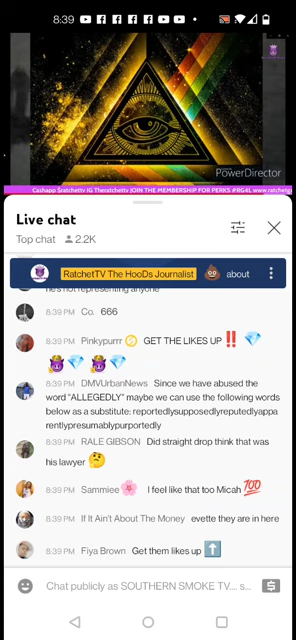 8:39
PowerDirector
Cashapp $ratchettv IG Theratchettv JOIN THE MEMBERSHIP FOR PERKS #RG4L www.ratchetg
Live chat
Top chat 2.2K
RatchetTV The HooDs Journalist 💩 about
he's not representing anyone
8:39 PM Co. 666
8:39 PM Pinkypurrr GET THE LIKES UP‼️ 💎
💎 💎
8:39 PM DMVUrbanNews Since we have abused the
word "ALLEGEDLY" maybe we can use the following words
below as a substitute: reportedlysupposedlyreputedlyappa
rentlypresumablypurportedly
8:39 PM RALE GIBSON Did straight drop think that was
his lawyer 🤔
8:39 PM Sammiee🌸 I feel like that too Micah 💯
8:39 PM If It Ain't About The Money evette they are in here
8:39 PM Fiya Brown Get them likes up ⬆️
Chat publicly as SOUTHERN SMOKE TV.... s...